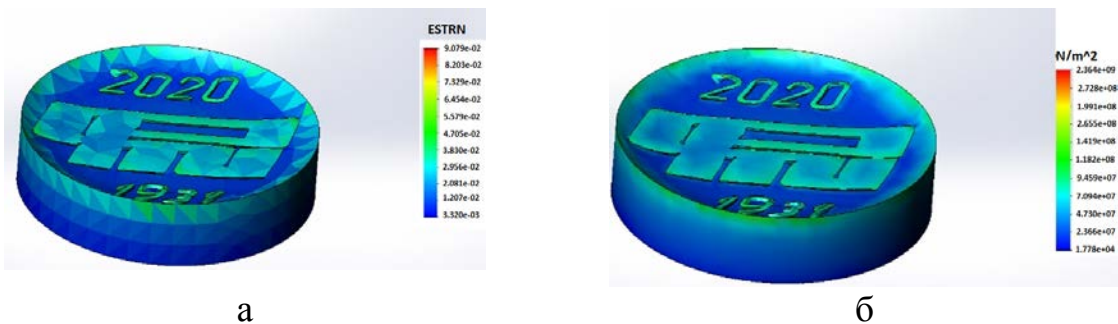 ESTRN
9.079e-02
8.203e-02
7.329e-02
6.454e-02
5.579e-02
4.705e-02
3.830e-02
2.956e-02
2.081e-02
1.207e-02
3.320e-03
2020
1931
а
N/m^2
2.364e+09
2.728e+08
1.991e+08
2.655e+08
1.419e+08
1.182e+08
9.459e+07
7.094e+07
4.730e+07
2.366e+07
1.778e+04
2020
1931
б